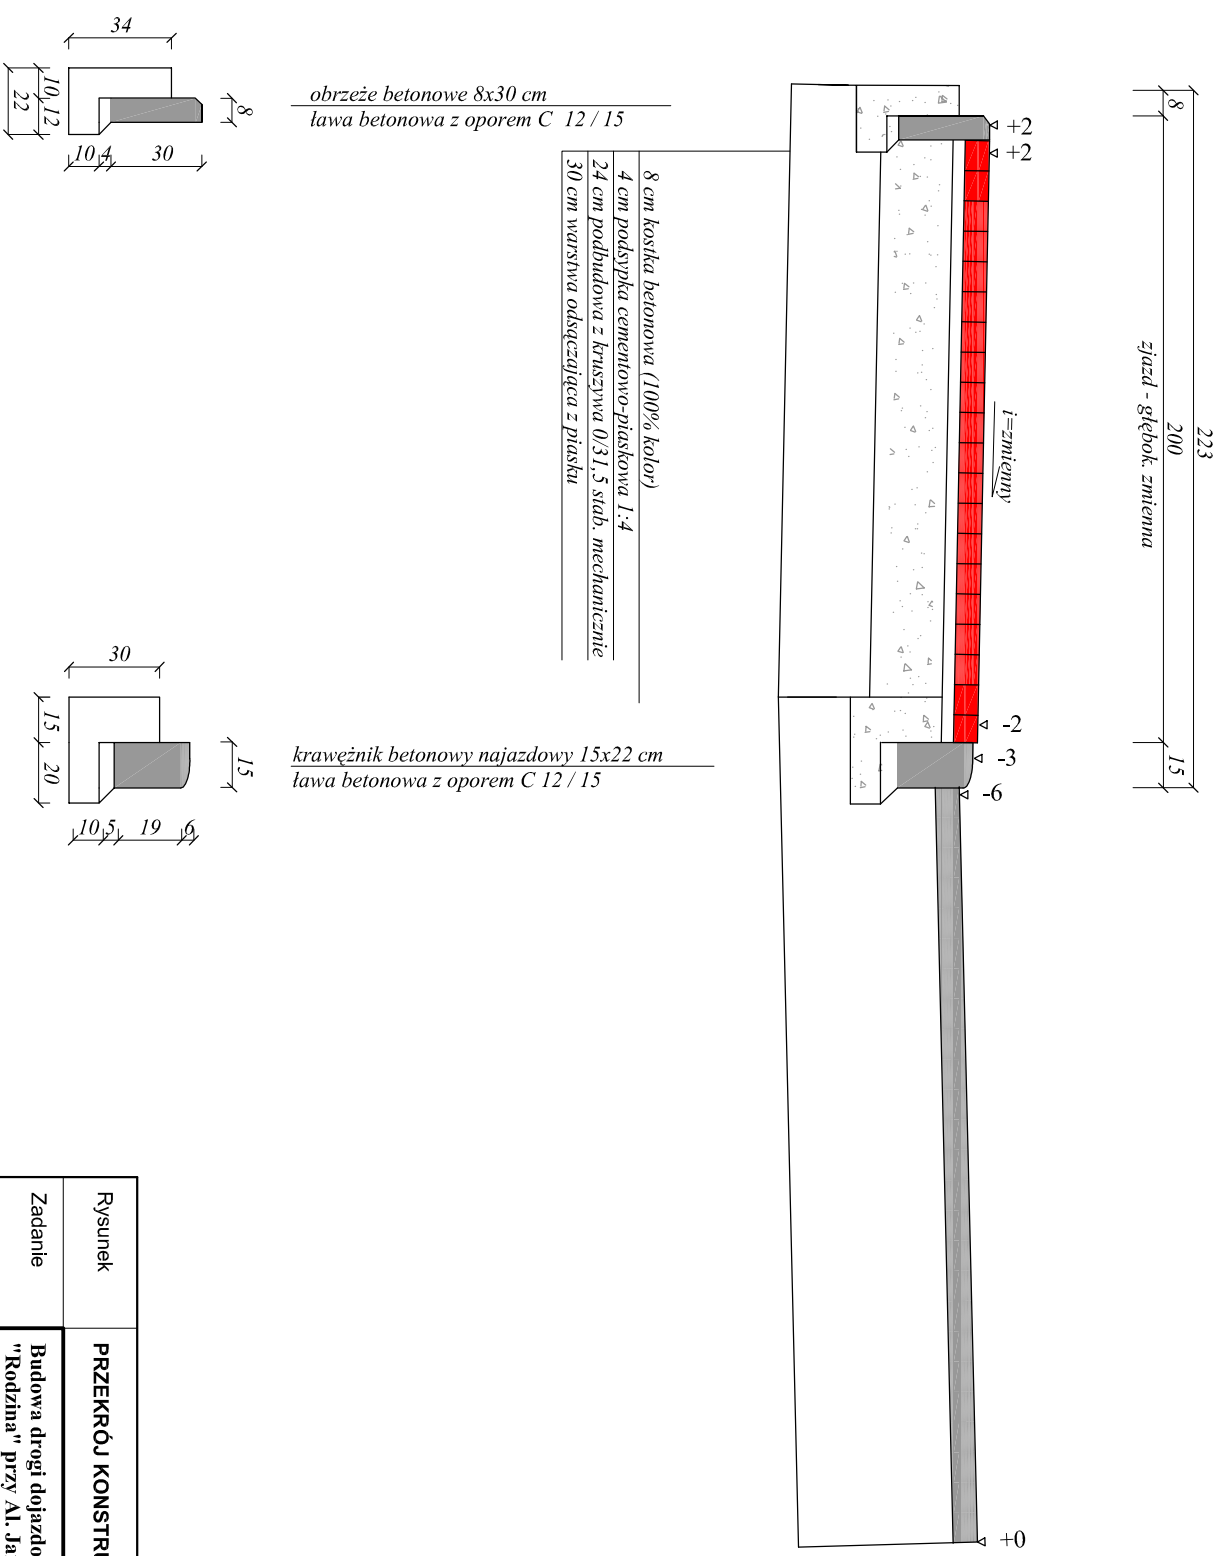 34
10
12
22
8
10
4
30
obrzeże betonowe 8x30 cm
ława betonowa z oporem C 12 / 15
8 cm kostka betonowa (100% kolor)
4 cm podsypka cementowo-piaskowa 1:4
24 cm podbudowa z kruszywa 0/31,5 stab. mechanicznie
30 cm warstwa odsączająca z piasku
223
8
200
15
zjazd - głębok. zmienna
+2
+2
i=zmienny
-2
-3
-6
+0
30
15
20
15
10
5
19
6
krawężnik betonowy najazdowy 15x22 cm
ława betonowa z oporem C 12 / 15
Rysunek
PRZEKRÓJ KONSTRU
Zadanie
Budowa drogi dojazdo
"Rodzina" przy Al. Ja